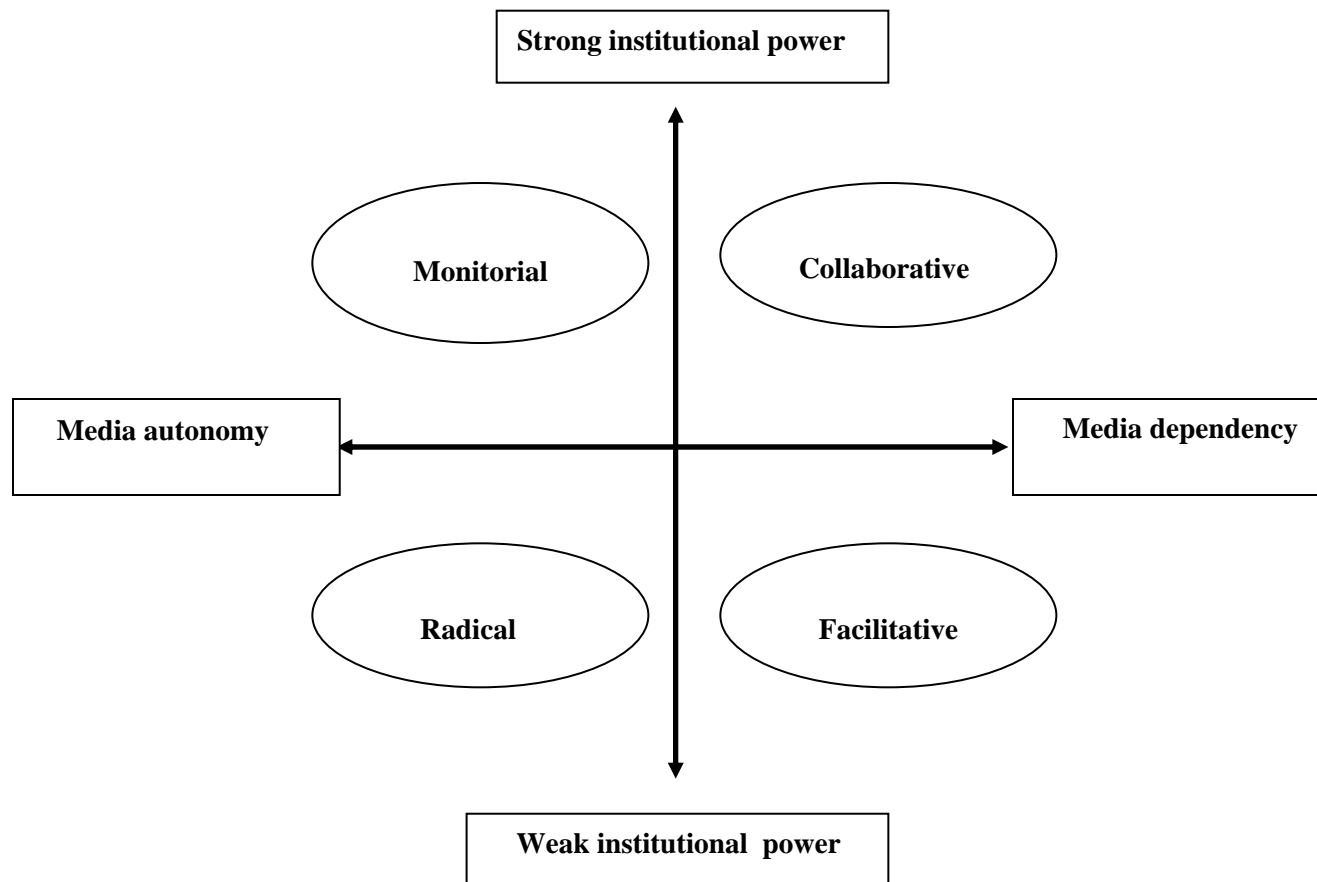 Strong institutional power
Monitorial
Collaborative
Media autonomy
Media dependency
Radical
Facilitative
Weak institutional power